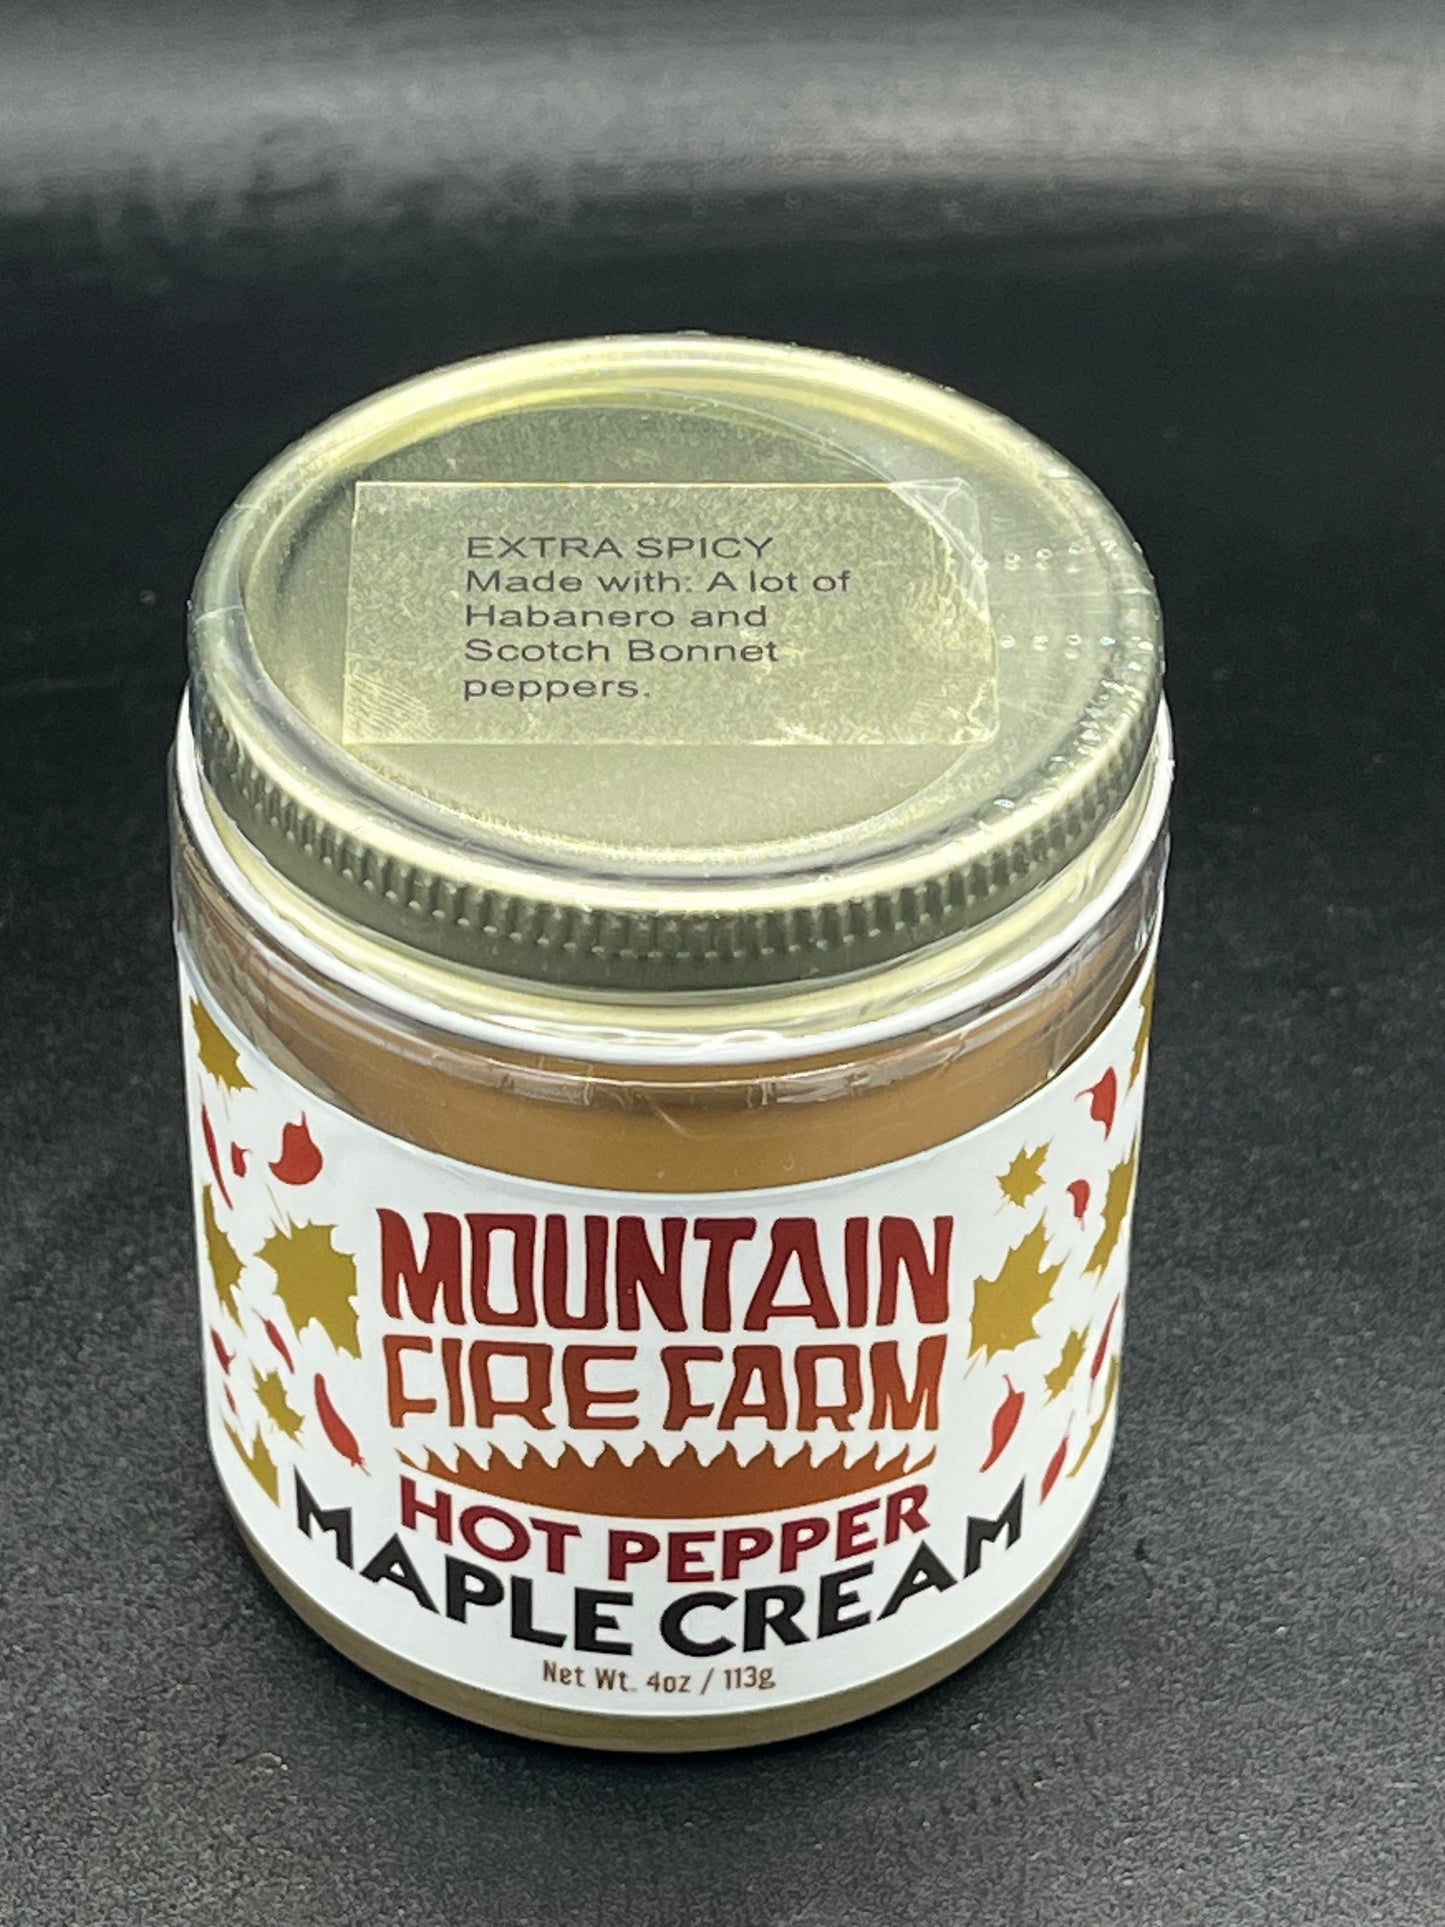 EXTRA SPICY
Made with: A lot of
Habanero and
Scotch Bonnet
peppers.
MOUNTAIN
FIRE FARM
HOT PEPPER
MAPLE CREAM
Net Wt. 4oz / 113g